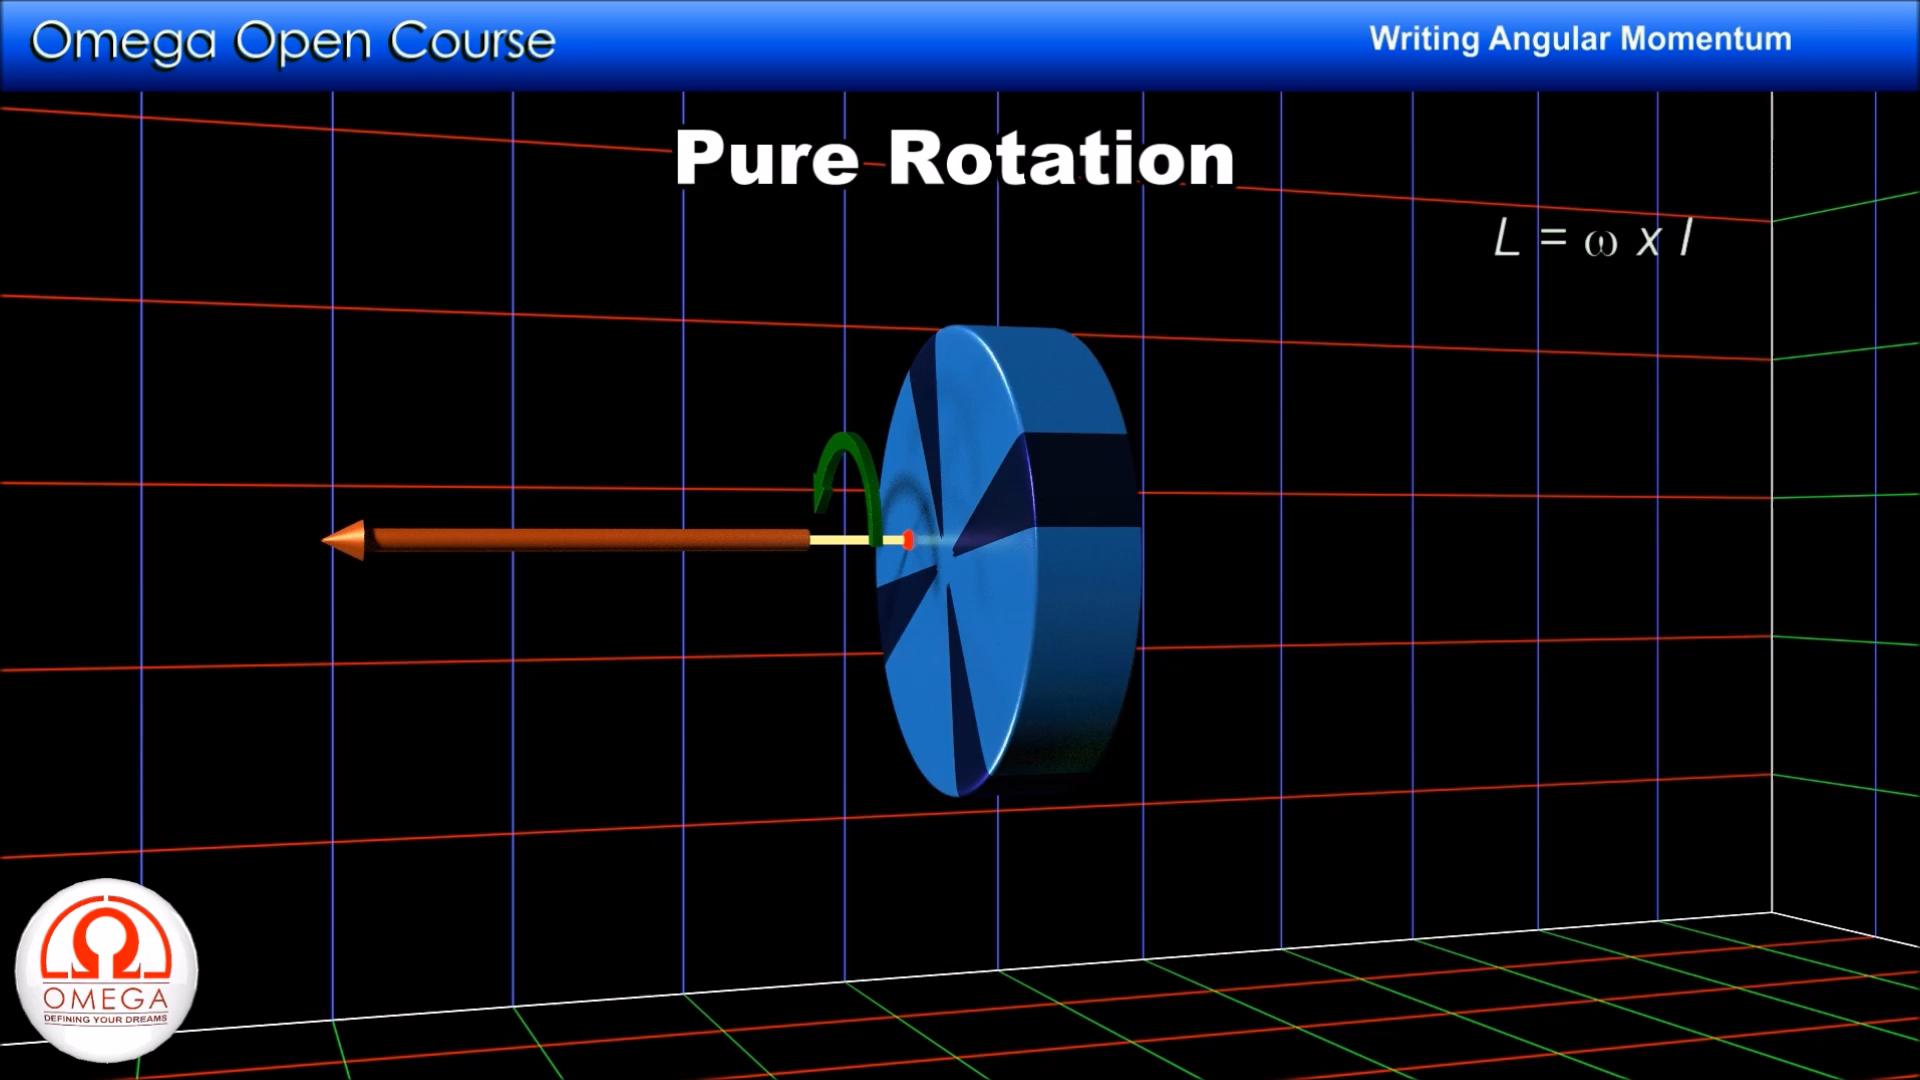 Omega Open Course
Writing Angular Momentum
Pure Rotation
L = ω x I
OMEGA
DEFINING YOUR DREAMS